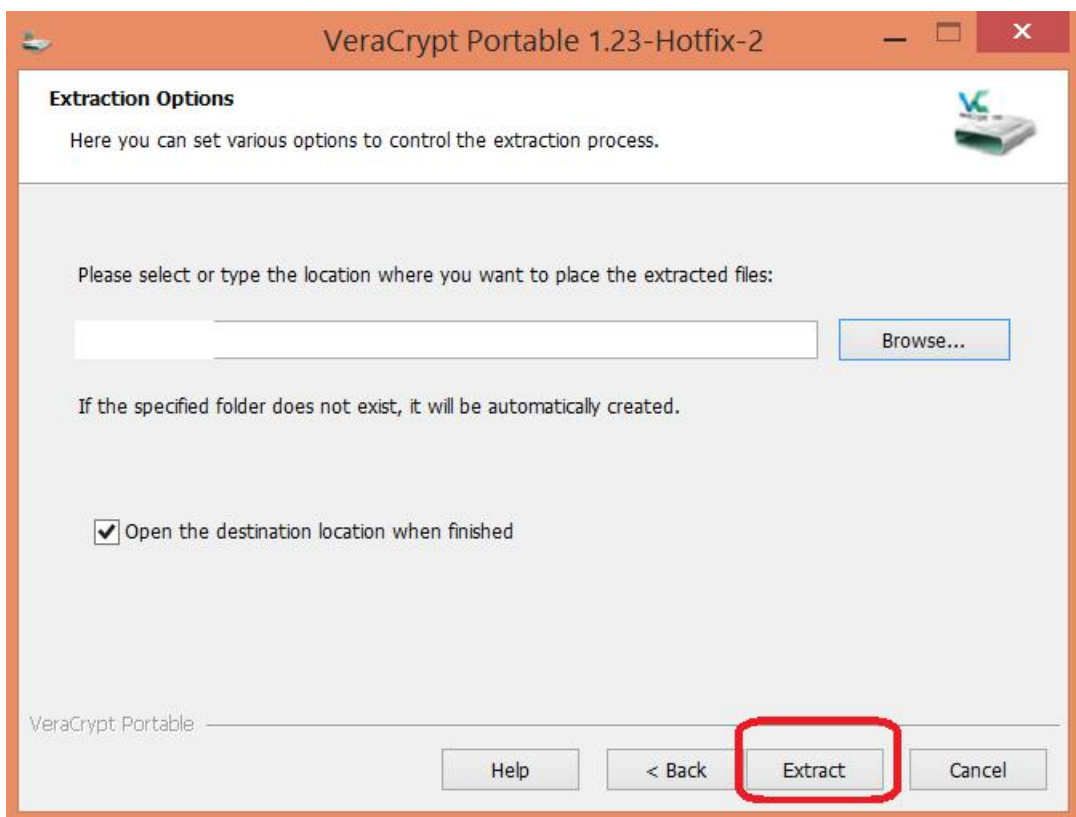 VeraCrypt Portable 1.23-Hotfix-2
Extraction Options
Here you can set various options to control the extraction process.
Please select or type the location where you want to place the extracted files:
Browse...
If the specified folder does not exist, it will be automatically created.
Open the destination location when finished
VeraCrypt Portable
Help
< Back
Extract
Cancel